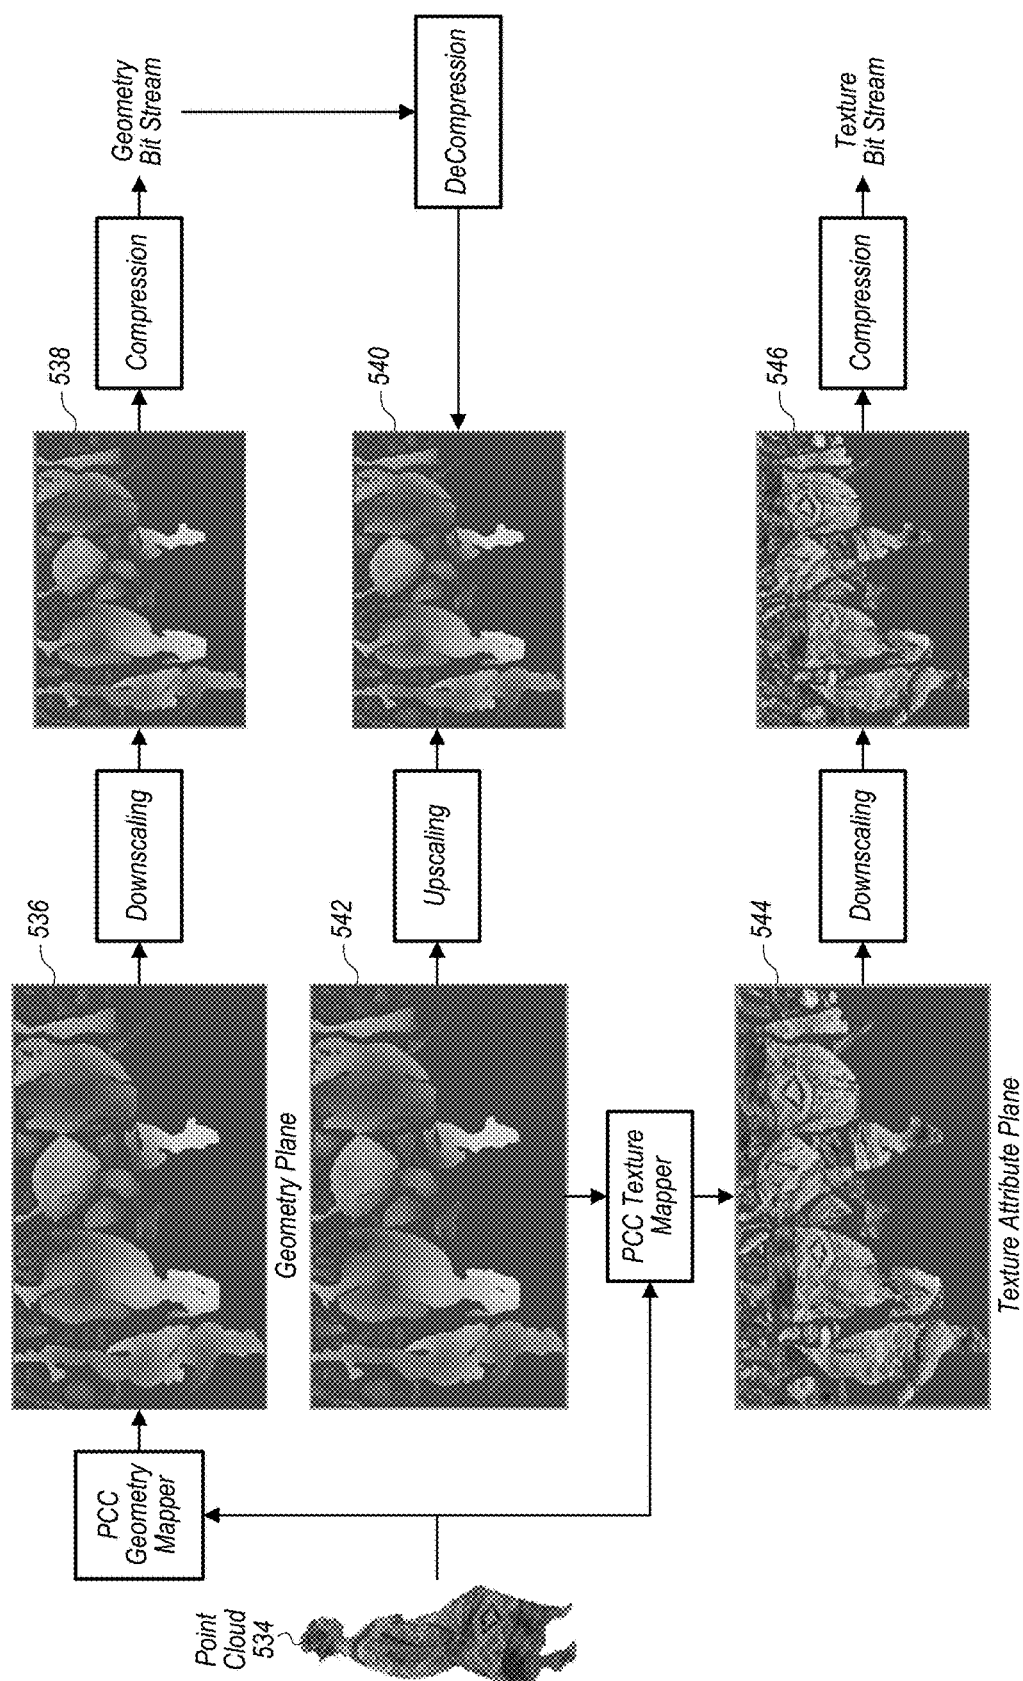 Point
Cloud
534
PCC
Geometry
Mapper
536
Geometry Plane
Downscaling
538
Compression
Geometry
Bit Stream
DeCompression
540
Upscaling
542
PCC Texture
Mapper
544
Texture Attribute Plane
Downscaling
546
Compression
Texture
Bit Stream